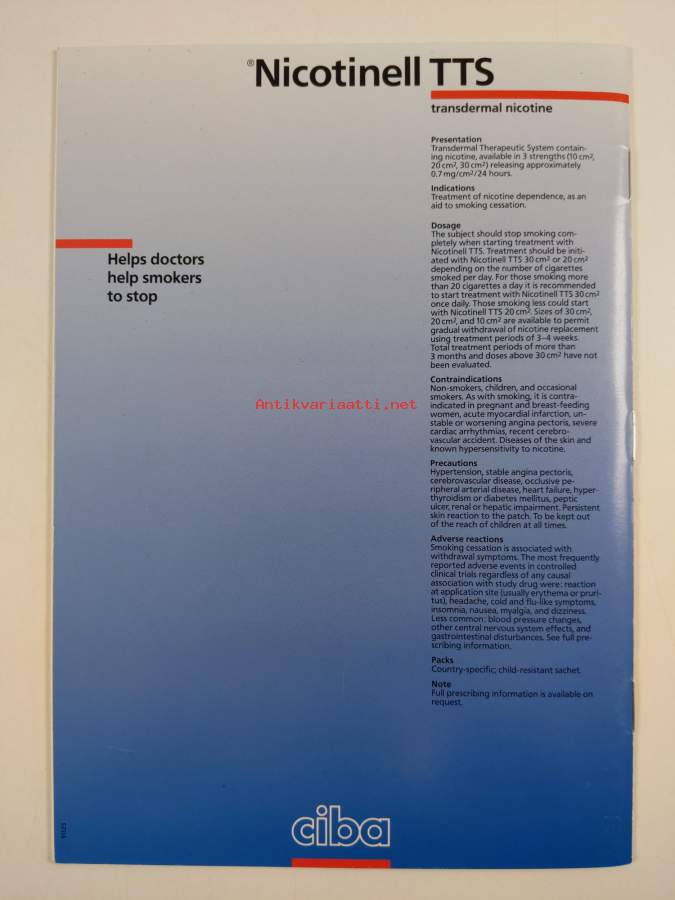 ®Nicotinell TTS
transdermal nicotine
Helps doctors
help smokers
to stop
Presentation
Transdermal Therapeutic System contain-
ing nicotine, available in 3 strengths (10 cm²,
20 cm², 30 cm²) releasing approximately
0.7 mg/cm²/24 hours.
Indications
Treatment of nicotine dependence, as an
aid to smoking cessation.
Dosage
The subject should stop smoking com-
pletely when starting treatment with
Nicotinell TTS. Treatment should be initi-
ated with Nicotinell TTS 30 cm² or 20 cm²
depending on the number of cigarettes
smoked per day. For those smoking more
than 20 cigarettes a day it is recommended
to start treatment with Nicotinell TTS 30 cm²
once daily. Those smoking less could start
with Nicotinell TTS 20 cm². Sizes of 30 cm²,
20 cm², and 10 cm² are available to permit
gradual withdrawal of nicotine replacement
using treatment periods of 3–4 weeks.
Total treatment periods of more than
3 months and doses above 30 cm² have not
been evaluated.
Contraindications
Non-smokers, children, and occasional
smokers. As with smoking, it is contra-
indicated in pregnant and breast-feeding
women, acute myocardial infarction, un-
stable or worsening angina pectoris, severe
cardiac arrhythmias, recent cerebro-
vascular accident. Diseases of the skin and
known hypersensitivity to nicotine.
Precautions
Hypertension, stable angina pectoris,
cerebrovascular disease, occlusive pe-
ripheral arterial disease, heart failure, hyper-
thyroidism or diabetes mellitus, peptic
ulcer, renal or hepatic impairment. Persistent
skin reaction to the patch. To be kept out
of the reach of children at all times.
Adverse reactions
Smoking cessation is associated with
withdrawal symptoms. The most frequently
reported adverse events in controlled
clinical trials regardless of any causal
association with study drug were: reaction
at application site (usually erythema or pruri-
tus), headache, cold and flu-like symptoms,
insomnia, nausea, myalgia, and dizziness.
Less common: blood pressure changes,
other central nervous system effects, and
gastrointestinal disturbances. See full pre-
scribing information.
Packs
Country-specific; child-resistant sachet.
Note
Full prescribing information is available on
request.
Antikvariaatti.net
ciba